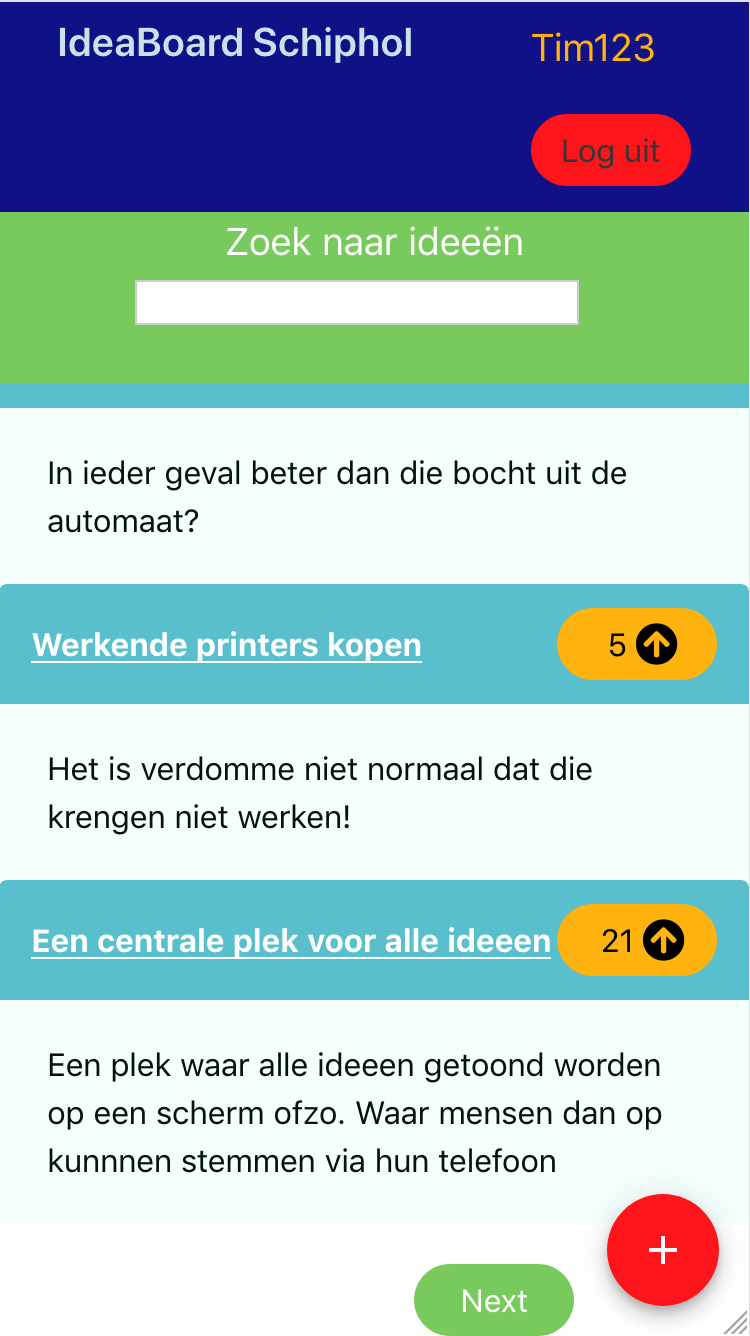 IdeaBoard Schiphol
Tim123
Log uit
Zoek naar ideeën
In ieder geval beter dan die bocht uit de
automaat?
Werkende printers kopen
5
Het is verdomme niet normaal dat die
krengen niet werken!
Een centrale plek voor alle ideeen
21
Een plek waar alle ideeen getoond worden
op een scherm ofzo. Waar mensen dan op
kunnnen stemmen via hun telefoon
+
Next